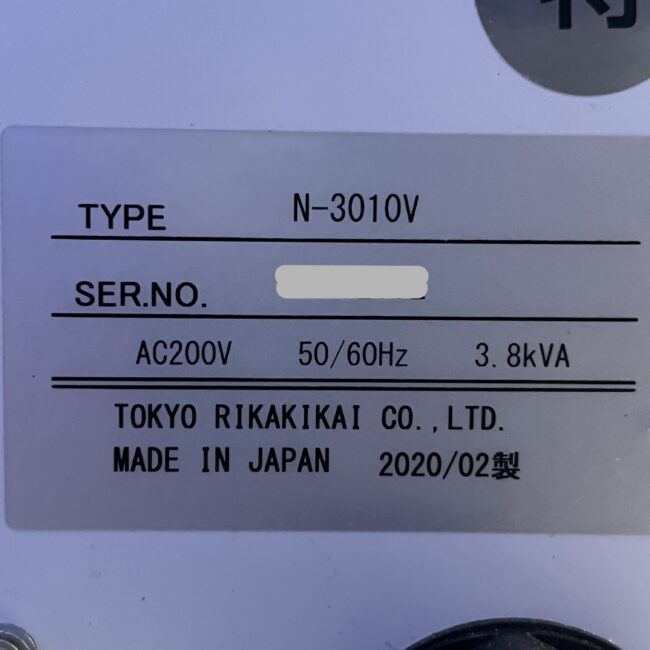 TYPE N-3010V
SER.NO.
AC200V 50/60Hz 3.8kVA
TOKYO RIKAKIKAI CO.,LTD.
MADE IN JAPAN 2020/02製